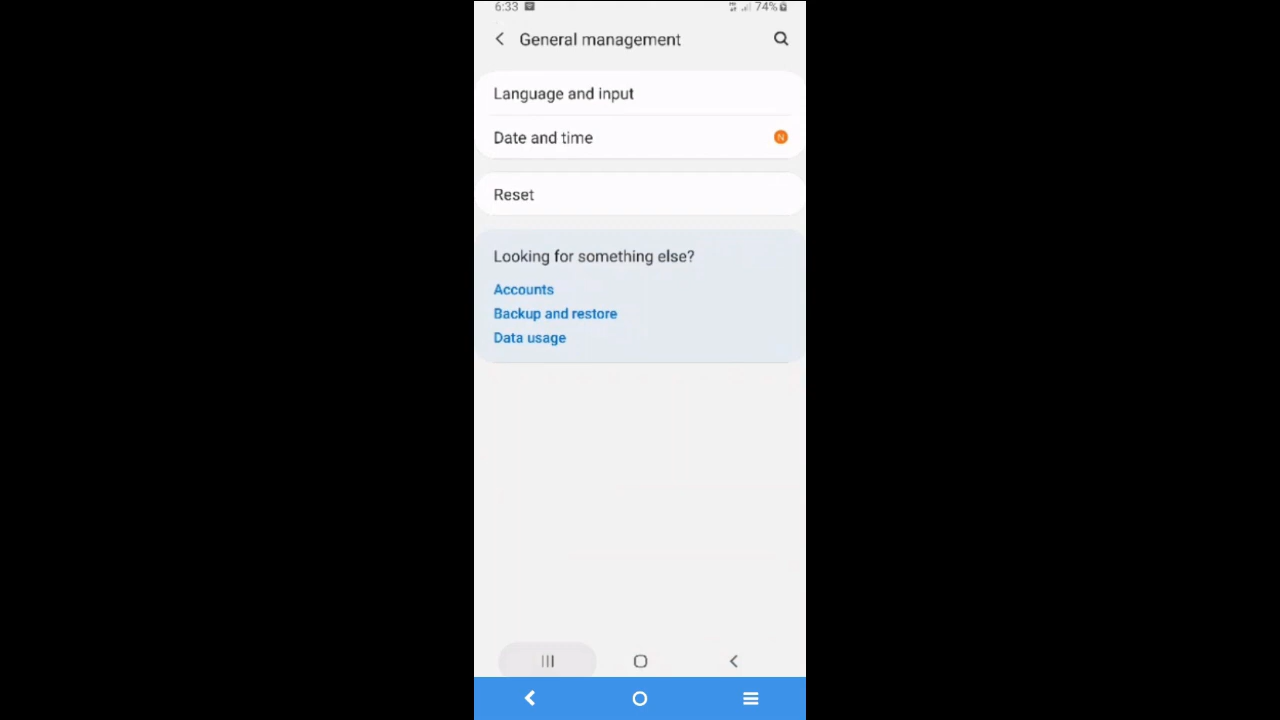 6:33
74%
General management
Language and input
Date and time
N
Reset
Looking for something else?
Accounts
Backup and restore
Data usage